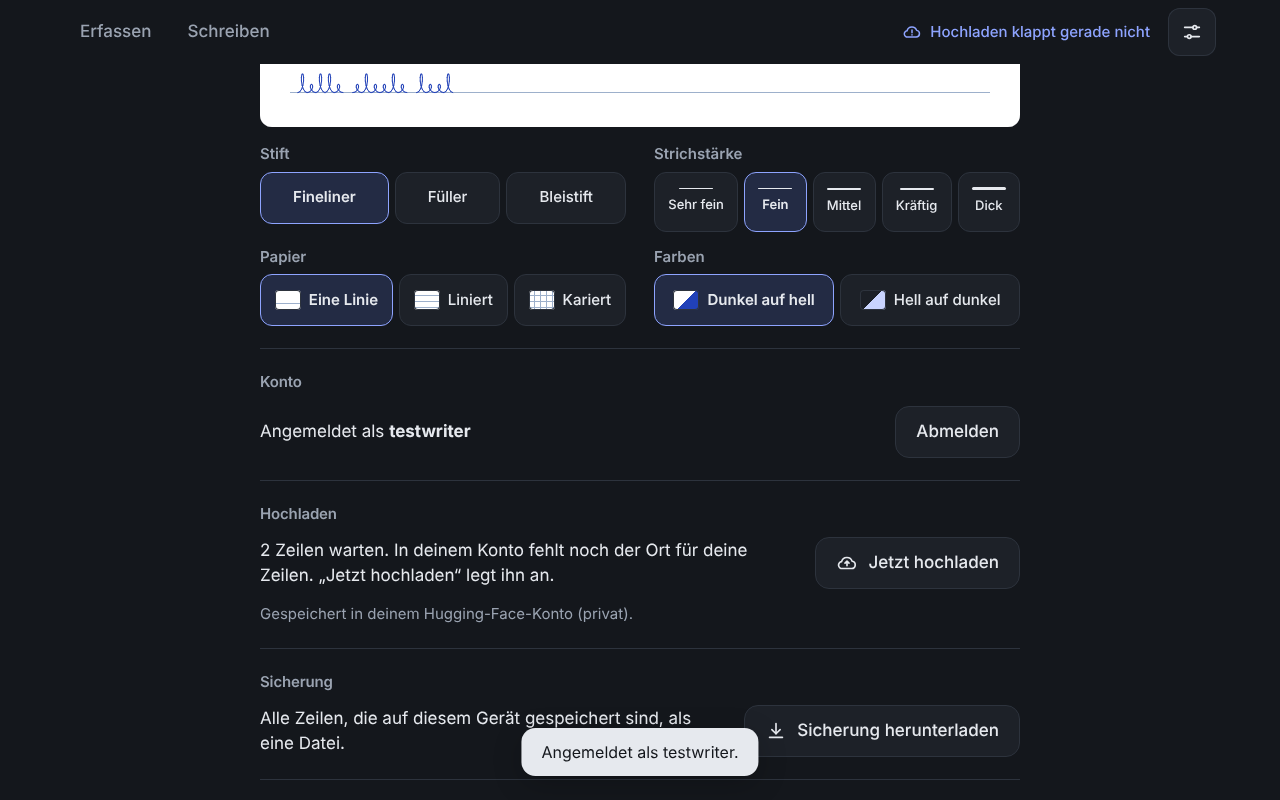 Erfassen Schreiben Hochladen klappt gerade nicht
Stift
Fineliner Füller Bleistift
Strichstärke
Sehr fein Fein Mittel Kräftig Dick
Papier
Eine Linie Liniert Kariert
Farben
Dunkel auf hell Hell auf dunkel
Konto
Angemeldet als testwriter
Abmelden
Hochladen
2 Zeilen warten. In deinem Konto fehlt noch der Ort für deine
Zeilen. „Jetzt hochladen“ legt ihn an.
Jetzt hochladen
Gespeichert in deinem Hugging-Face-Konto (privat).
Sicherung
Alle Zeilen, die auf diesem Gerät gespeichert sind, als
eine Datei.
Sicherung herunterladen
Angemeldet als testwriter.